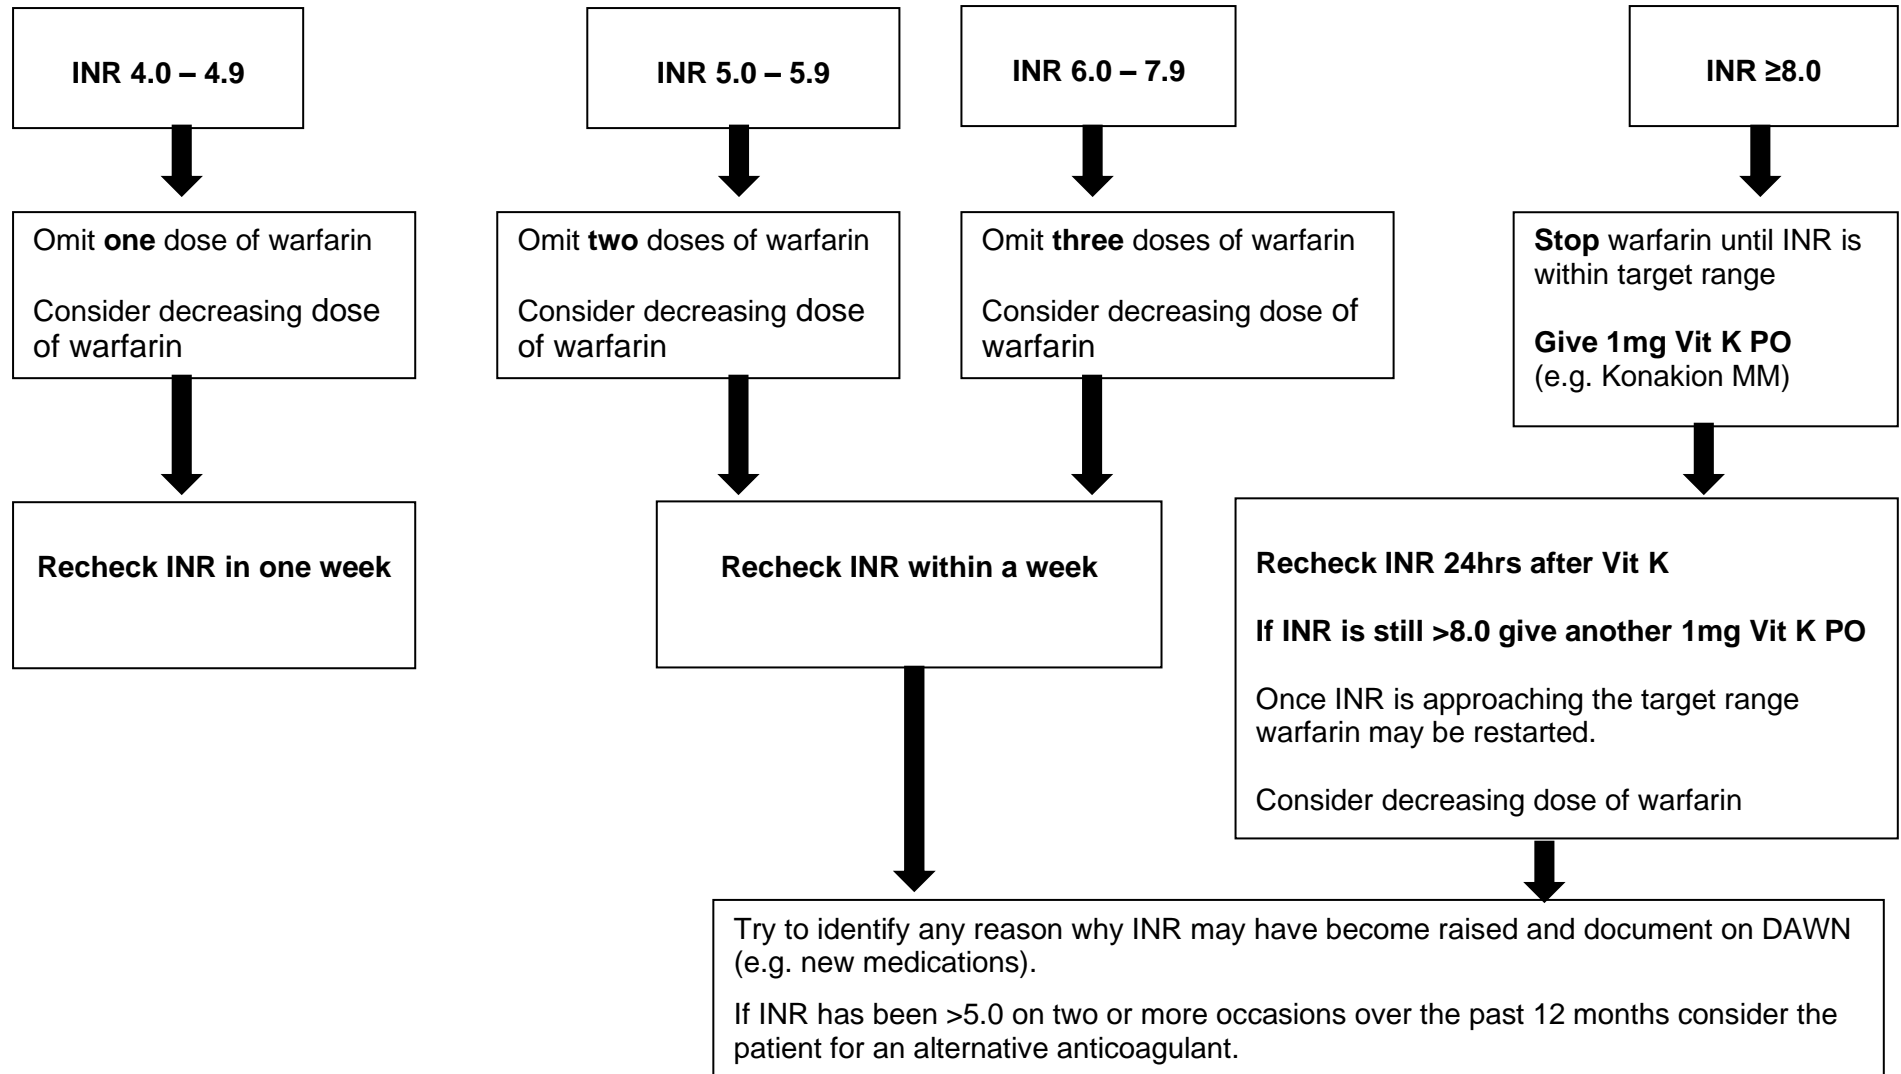 INR 4.0 – 4.9
INR 5.0 – 5.9
INR 6.0 – 7.9
INR ≥8.0
Omit one dose of warfarin
Consider decreasing dose
of warfarin
Omit two doses of warfarin
Consider decreasing dose
of warfarin
Omit three doses of warfarin
Consider decreasing dose of
warfarin
Stop warfarin until INR is
within target range
Give 1mg Vit K PO
(e.g. Konakion MM)
Recheck INR in one week
Recheck INR within a week
Recheck INR 24hrs after Vit K
If INR is still >8.0 give another 1mg Vit K PO
Once INR is approaching the target range
warfarin may be restarted.
Consider decreasing dose of warfarin
Try to identify any reason why INR may have become raised and document on DAWN
(e.g. new medications).
If INR has been >5.0 on two or more occasions over the past 12 months consider the
patient for an alternative anticoagulant.